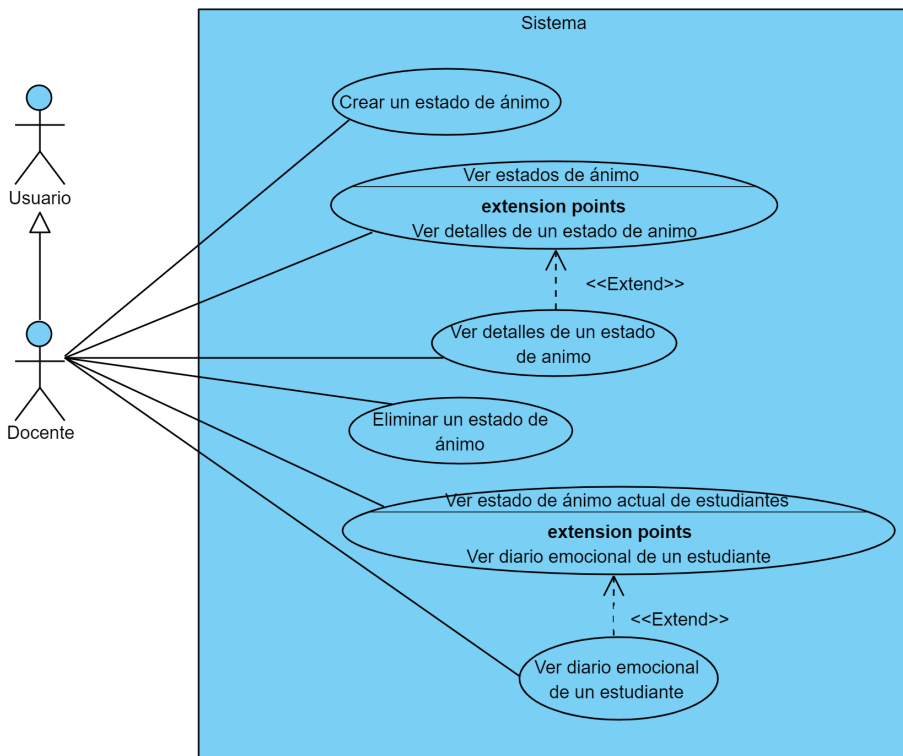 Sistema
Crear un estado de ánimo
Usuario
Ver estados de ánimo
extension points
Ver detalles de un estado de animo
<<Extend>>
Ver detalles de un estado
de animo
Docente
Eliminar un estado de
ánimo
Ver estado de ánimo actual de estudiantes
extension points
Ver diario emocional de un estudiante
<<Extend>>
Ver diario emocional
de un estudiante